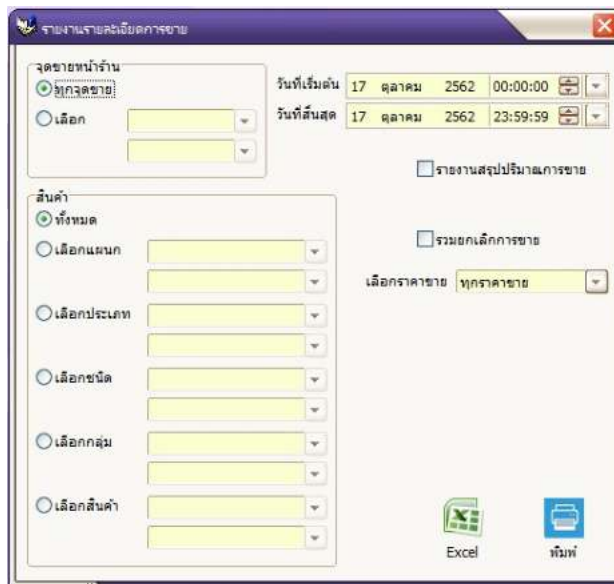 รายงานรายละเอียดการขาย
X
จุดขายหน้าร้าน
ทุกจุดขาย
เลือก
วันที่เริ่มต้น 17 ตุลาคม 2562 00:00:00
วันที่สิ้นสุด 17 ตุลาคม 2562 23:59:59
รายงานสรุปปริมาณการขาย
สินค้า
ทั้งหมด
เลือกแผนก
เลือกประเภท
เลือกชนิด
เลือกกลุ่ม
เลือกสินค้า
รวมยกเลิกการขาย
เลือกราคาขาย ทุกราคาขาย
Excel
พิมพ์